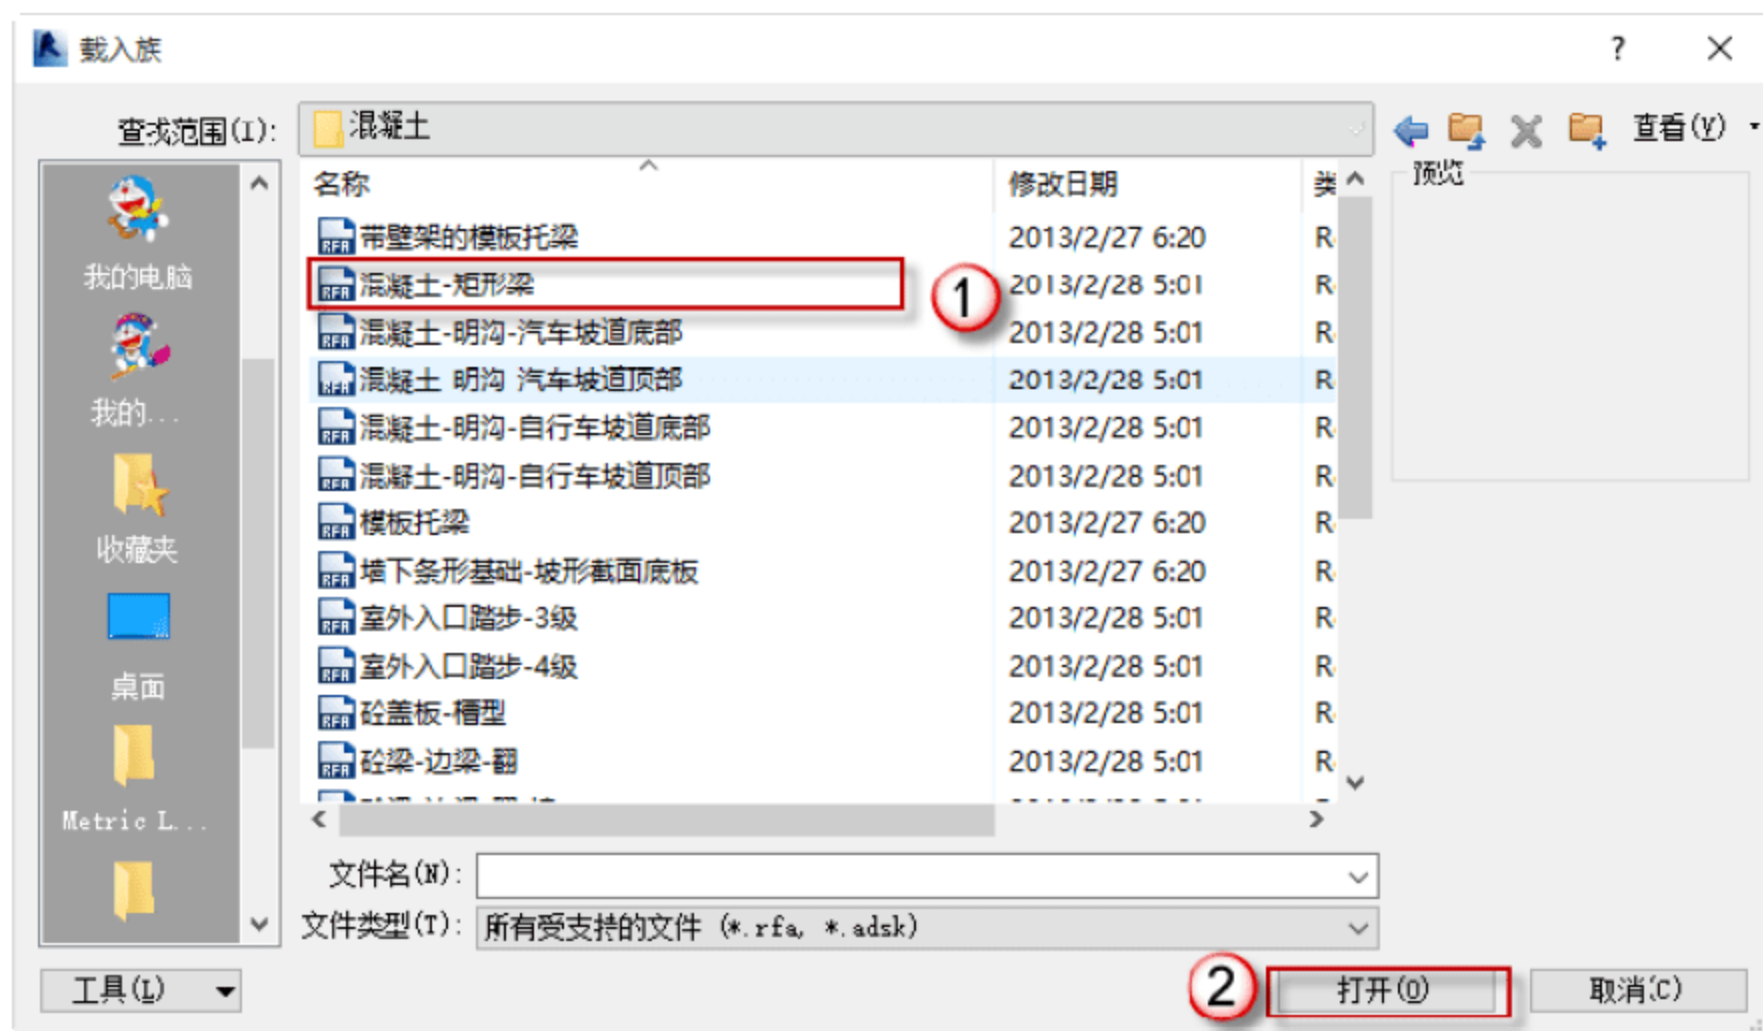 载入族
?
查找范围(I):
混凝土
查看(V)
名称
修改日期
类
预览
带壁架的模板托梁 2013/2/27 6:20 R
混凝土-矩形梁 2013/2/28 5:01 R
1
混凝土-明沟-汽车坡道底部 2013/2/28 5:01 R
混凝土 明沟 汽车坡道顶部 2013/2/28 5:01 R
混凝土-明沟-自行车坡道底部 2013/2/28 5:01 R
混凝土-明沟-自行车坡道顶部 2013/2/28 5:01 R
模板托梁 2013/2/27 6:20 R
墙下条形基础-坡形截面底板 2013/2/27 6:20 R
室外入口踏步-3级 2013/2/28 5:01 R
室外入口踏步-4级 2013/2/28 5:01 R
砼盖板-槽型 2013/2/28 5:01 R
砼梁-边梁-翻 2013/2/28 5:01 R
我的电脑
我的...
收藏夹
桌面
Metric L...
文件名(N):
文件类型(T): 所有受支持的文件 (*.rfa, *.adsk)
工具(L)
2
打开(O)
取消(C)